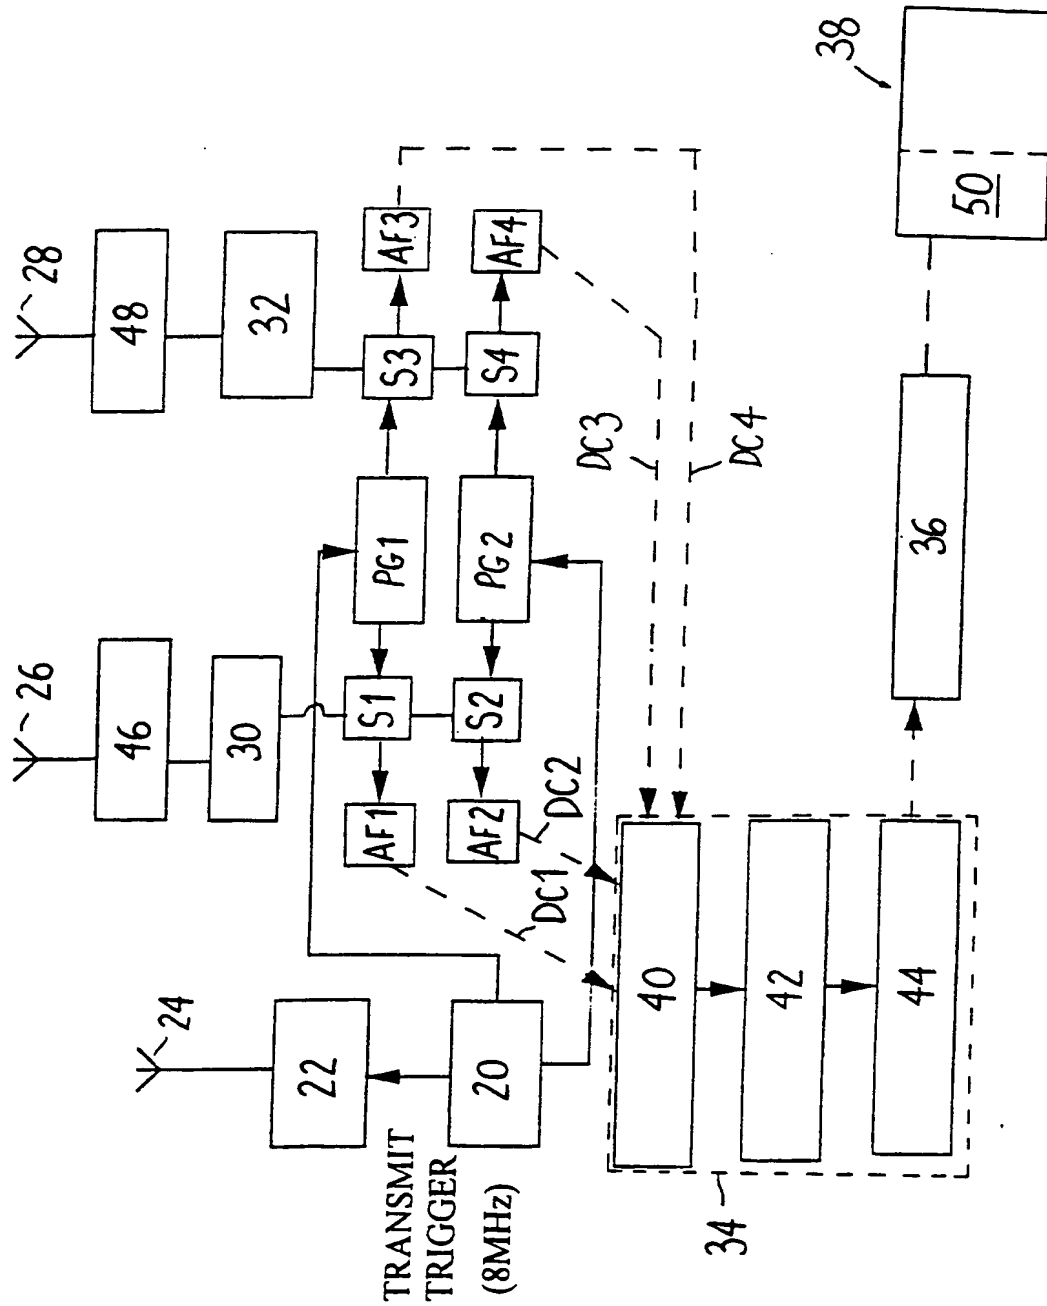 38
50
28
48
32
S3
AF3
S4
AF4
DC3
DC4
PG1
PG2
36
26
46
30
S1
S2
AF1
AF2
DC2
DC1
24
22
20
TRANSMIT
TRIGGER
(8MHz)
40
42
44
34